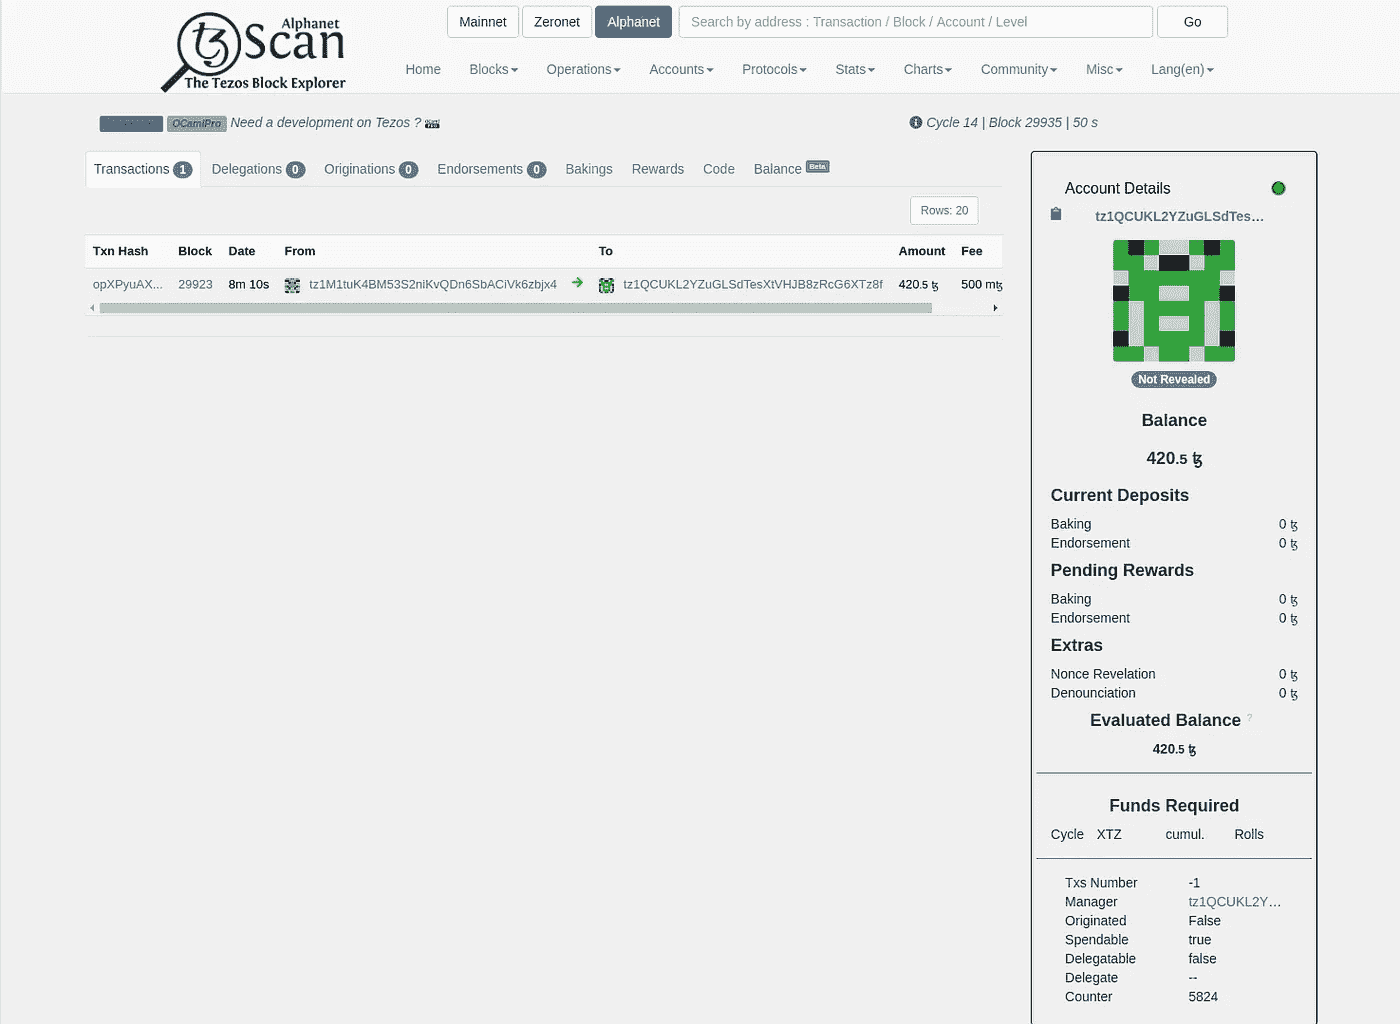 Mainnet Zeronet Alphanet Search by address : Transaction / Block / Account / Level Go
Alphanet
tz Scan
The Tezos Block Explorer
Home Blocks Operations Accounts Protocols Stats Charts Community Misc Lang(en)
OCamlPro Need a development on Tezos ?
Cycle 14 | Block 29935 | 50 s
Transactions 1 Delegations 0 Originations 0 Endorsements 0 Bakings Rewards Code Balance Beta
Rows: 20
Txn Hash Block Date From To Amount Fee
opXPyuAX... 29923 8m 10s tz1M1tuK4BM53S2niKvQDn6SbACiVk6zbjx4 tz1QCUKL2YZuGLSdTesXtVHJB8zRcG6XTz8f 420.5 ꜩ 500 mꜩ
Account Details
tz1QCUKL2YZuGLSdTes...
Not Revealed
Balance
420.5 ꜩ
Current Deposits
Baking 0 ꜩ
Endorsement 0 ꜩ
Pending Rewards
Baking 0 ꜩ
Endorsement 0 ꜩ
Extras
Nonce Revelation 0 ꜩ
Denounciation 0 ꜩ
Evaluated Balance ?
420.5 ꜩ
Funds Required
Cycle XTZ cumul. Rolls
Txs Number -1
Manager tz1QCUKL2Y...
Originated False
Spendable true
Delegatable false
Delegate --
Counter 5824